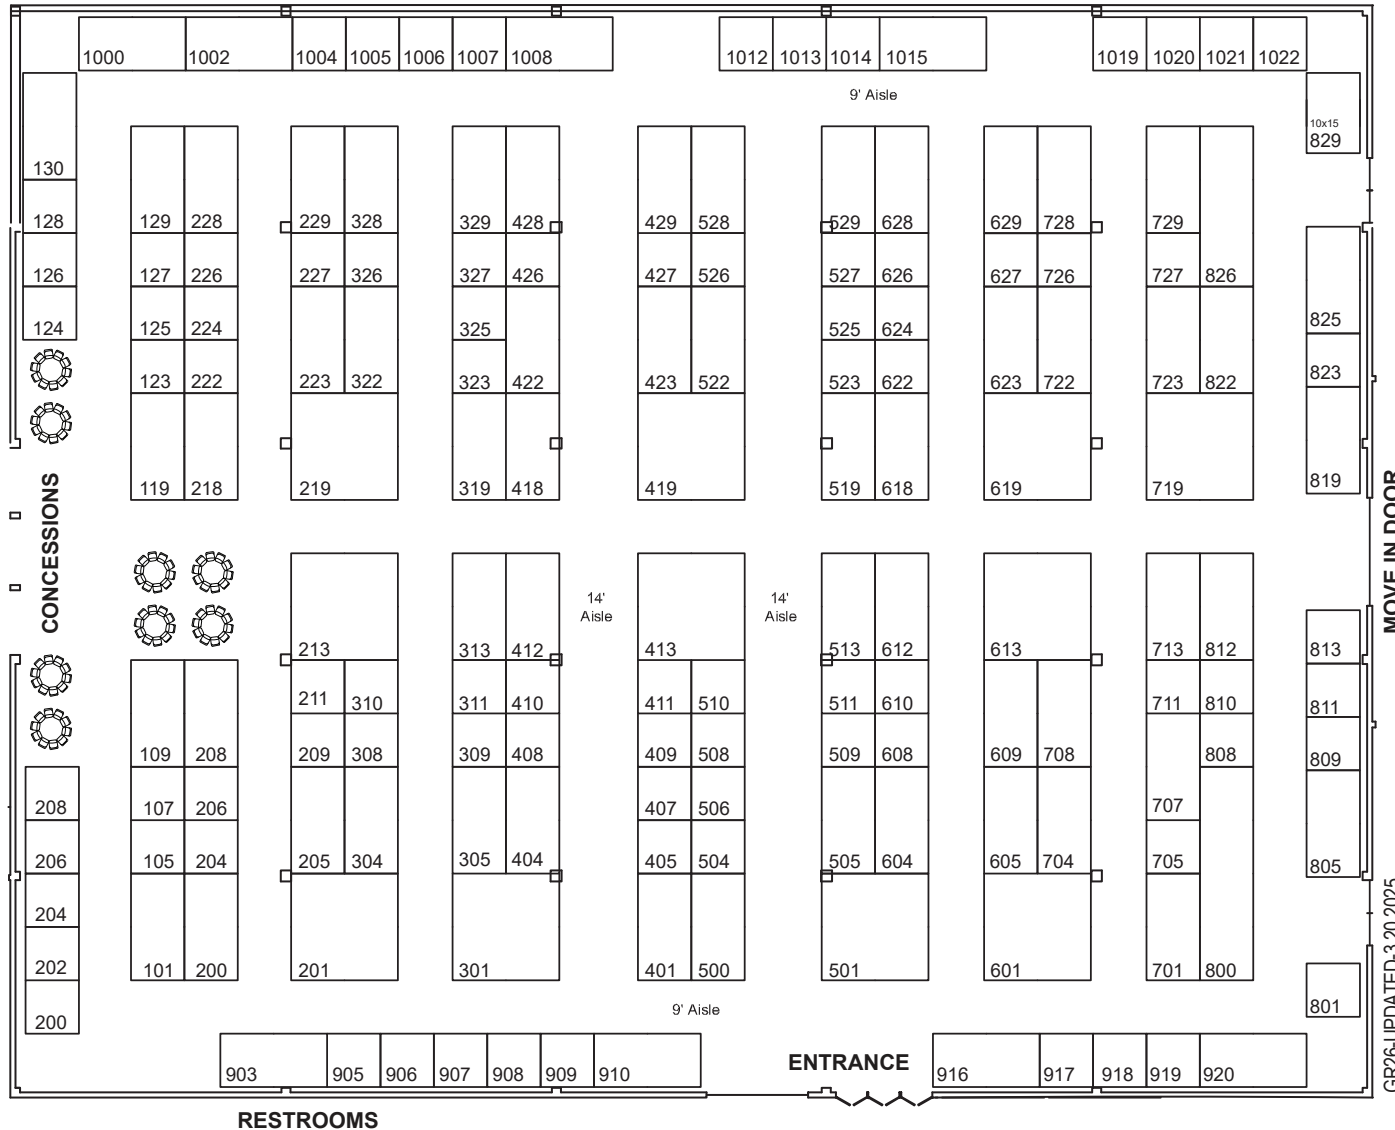 1000 1002 1004 1005 1006 1007 1008 1012 1013 1014 1015 1019 1020 1021 1022
9' Aisle
10x15
829
130
128 129 228 229 328 329 428 429 528 529 628 629 728 729
126 127 226 227 326 327 426 427 526 527 626 627 726 727 826
124 125 224 325 525 624 825
123 222 223 322 323 422 423 522 523 622 623 722 723 822 823
119 218 219 319 418 419 519 618 619 719 819
CONCESSIONS
MOVE IN DOOR
14'
Aisle
14'
Aisle
213 313 412 413 513 612 613 713 812 813
211 310 311 410 411 510 511 610 711 810 811
109 208 209 308 309 408 409 508 509 608 609 708 808 809
208 107 206 407 506 707
206 105 204 205 304 305 404 405 504 505 604 605 704 705 805
204
202 101 200 201 301 401 500 501 601 701 800
200
801
9' Aisle
903 905 906 907 908 909 910
ENTRANCE
916 917 918 919 920
RESTROOMS
GR26-UPDATED-3.20.2025